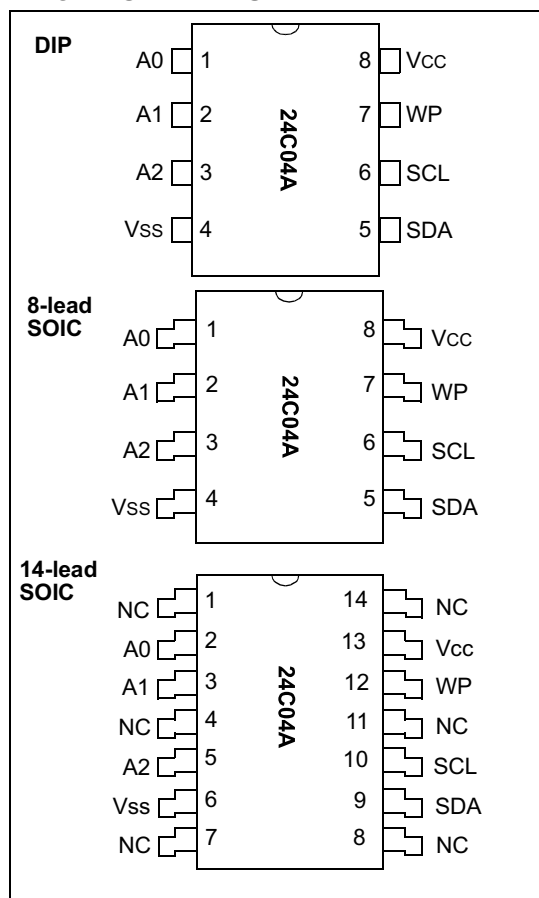 DIP
A0 1 8 Vcc
A1 2 7 WP
A2 3 6 SCL
Vss 4 5 SDA
24C04A
8-lead
SOIC
A0 1 8 Vcc
A1 2 7 WP
A2 3 6 SCL
Vss 4 5 SDA
24C04A
14-lead
SOIC
NC 1 14 NC
A0 2 13 Vcc
A1 3 12 WP
NC 4 11 NC
A2 5 10 SCL
Vss 6 9 SDA
NC 7 8 NC
24C04A